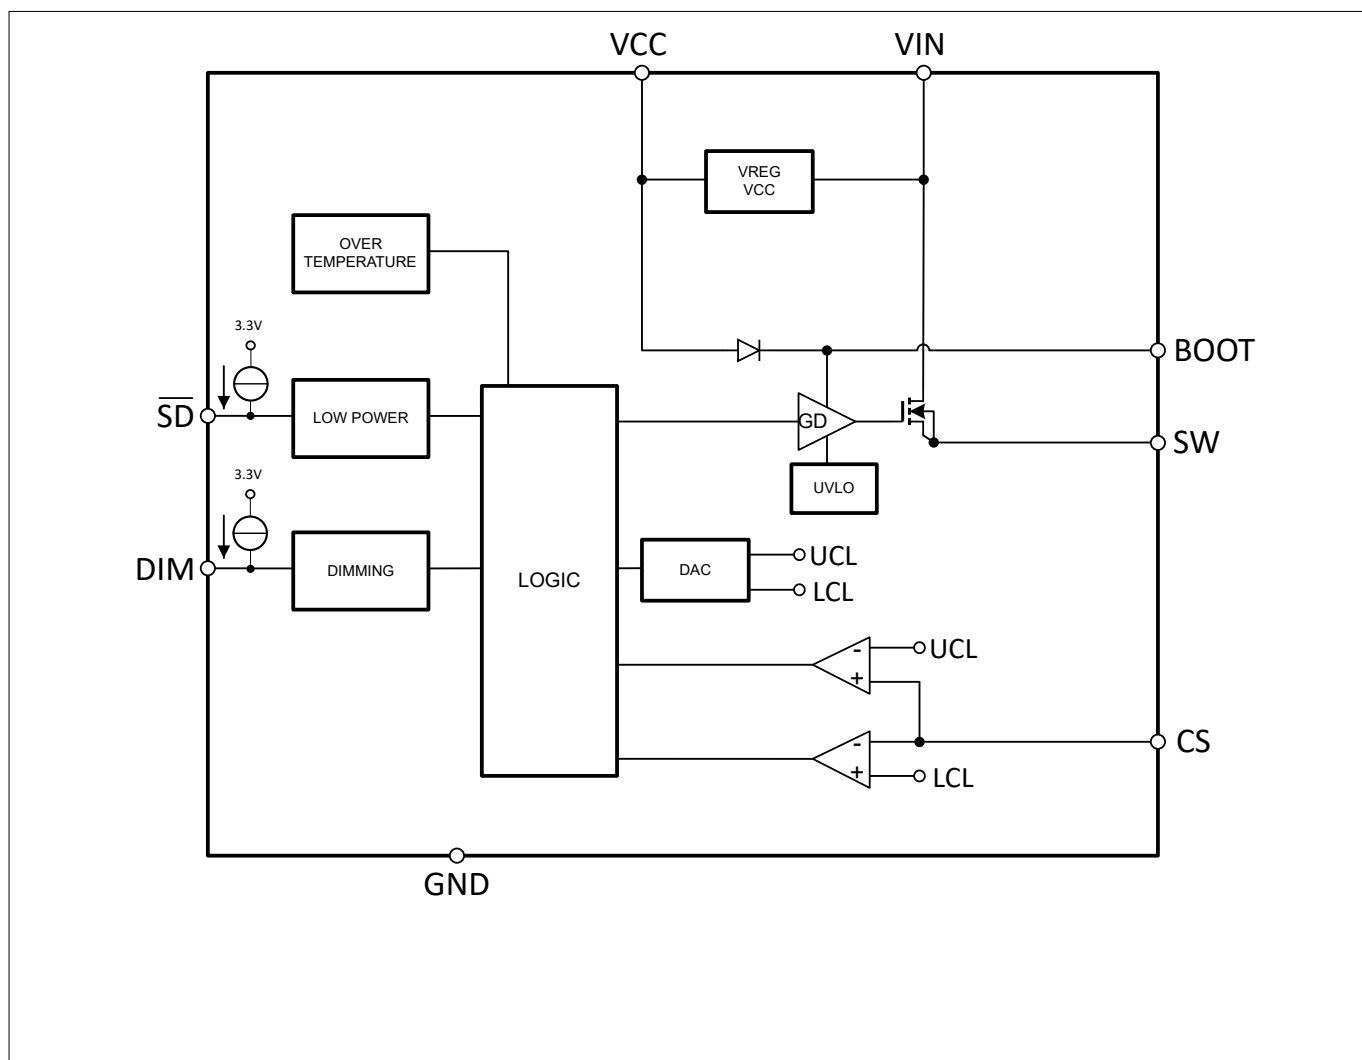 VCC
VIN
VREG
VCC
OVER
TEMPERATURE
3.3V
BOOT
SD
LOW POWER
GD
SW
3.3V
UVLO
DIM
DIMMING
LOGIC
DAC
UCL
LCL
-
UCL
+
-
CS
+
LCL
GND